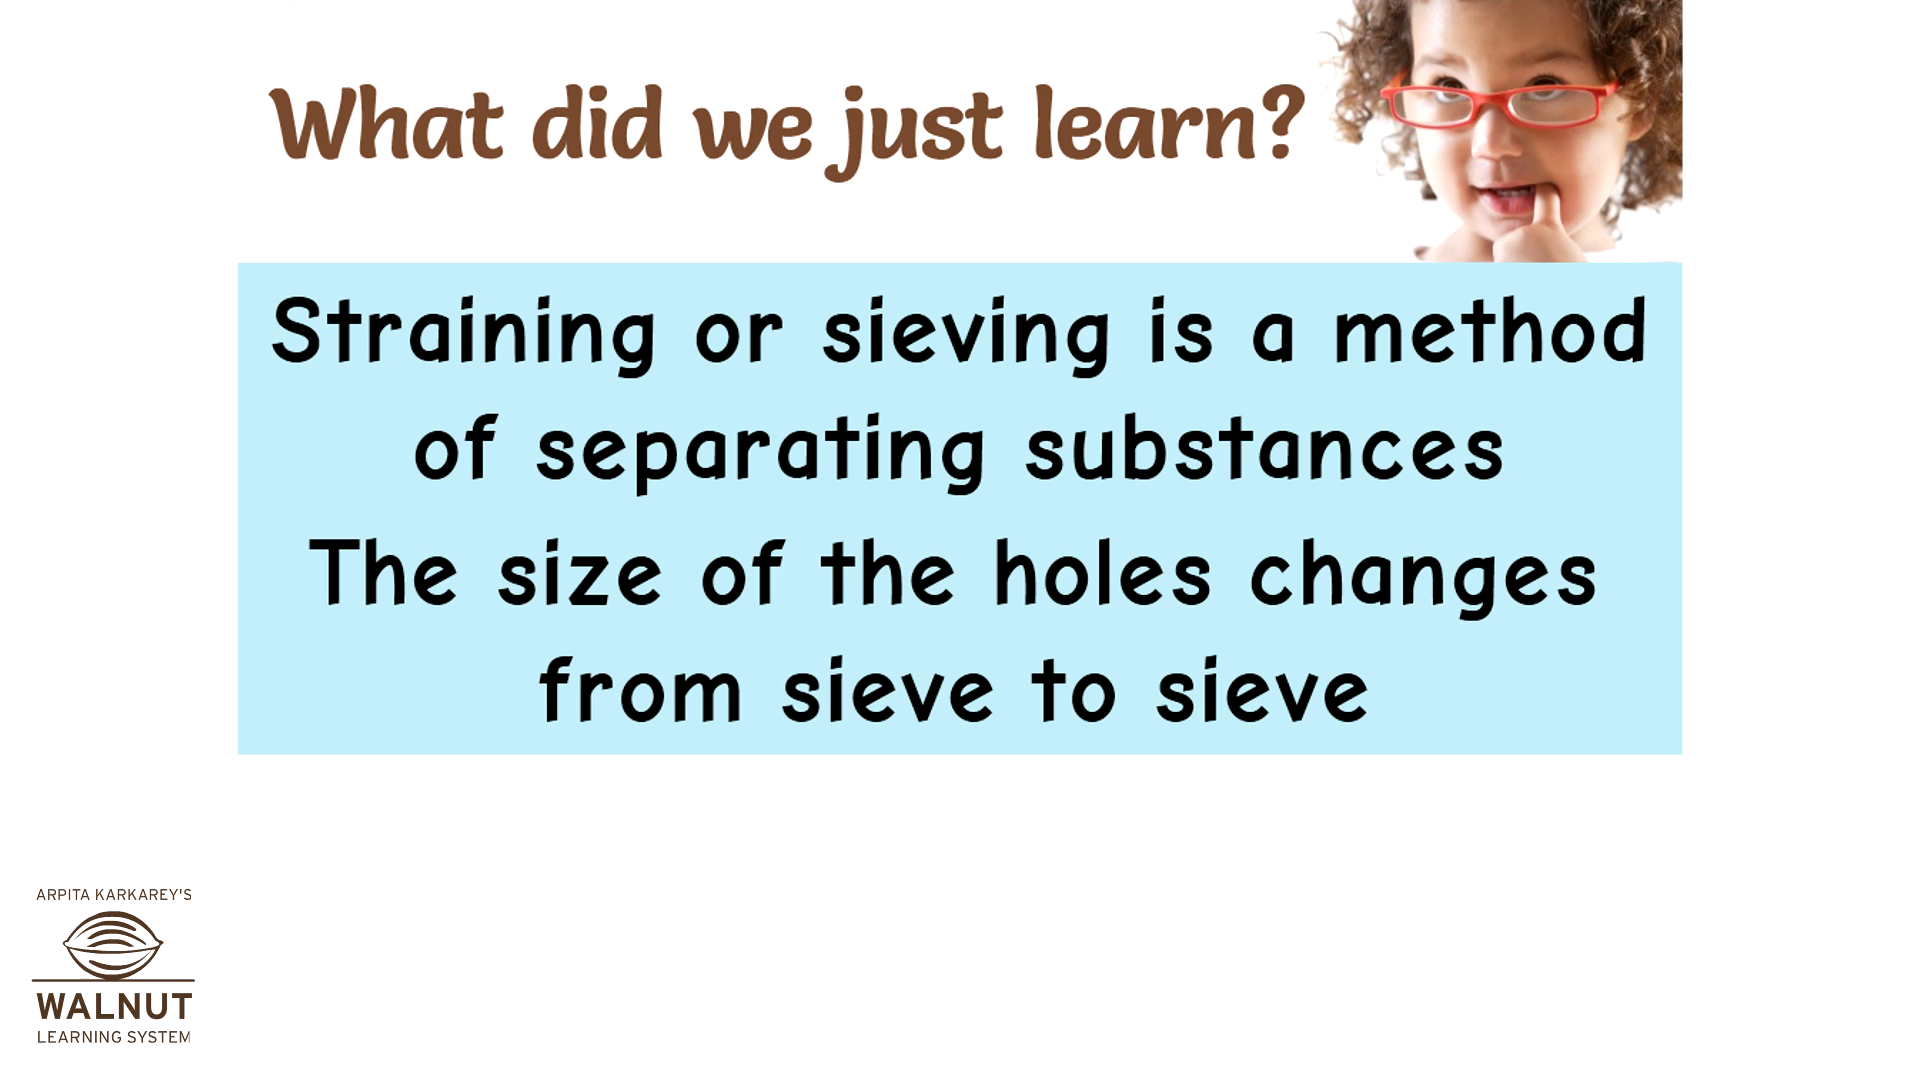 What did we just learn?
Straining or sieving is a method
of separating substances
The size of the holes changes
from sieve to sieve
ARPITA KARKAREY'S
WALNUT
LEARNING SYSTEM